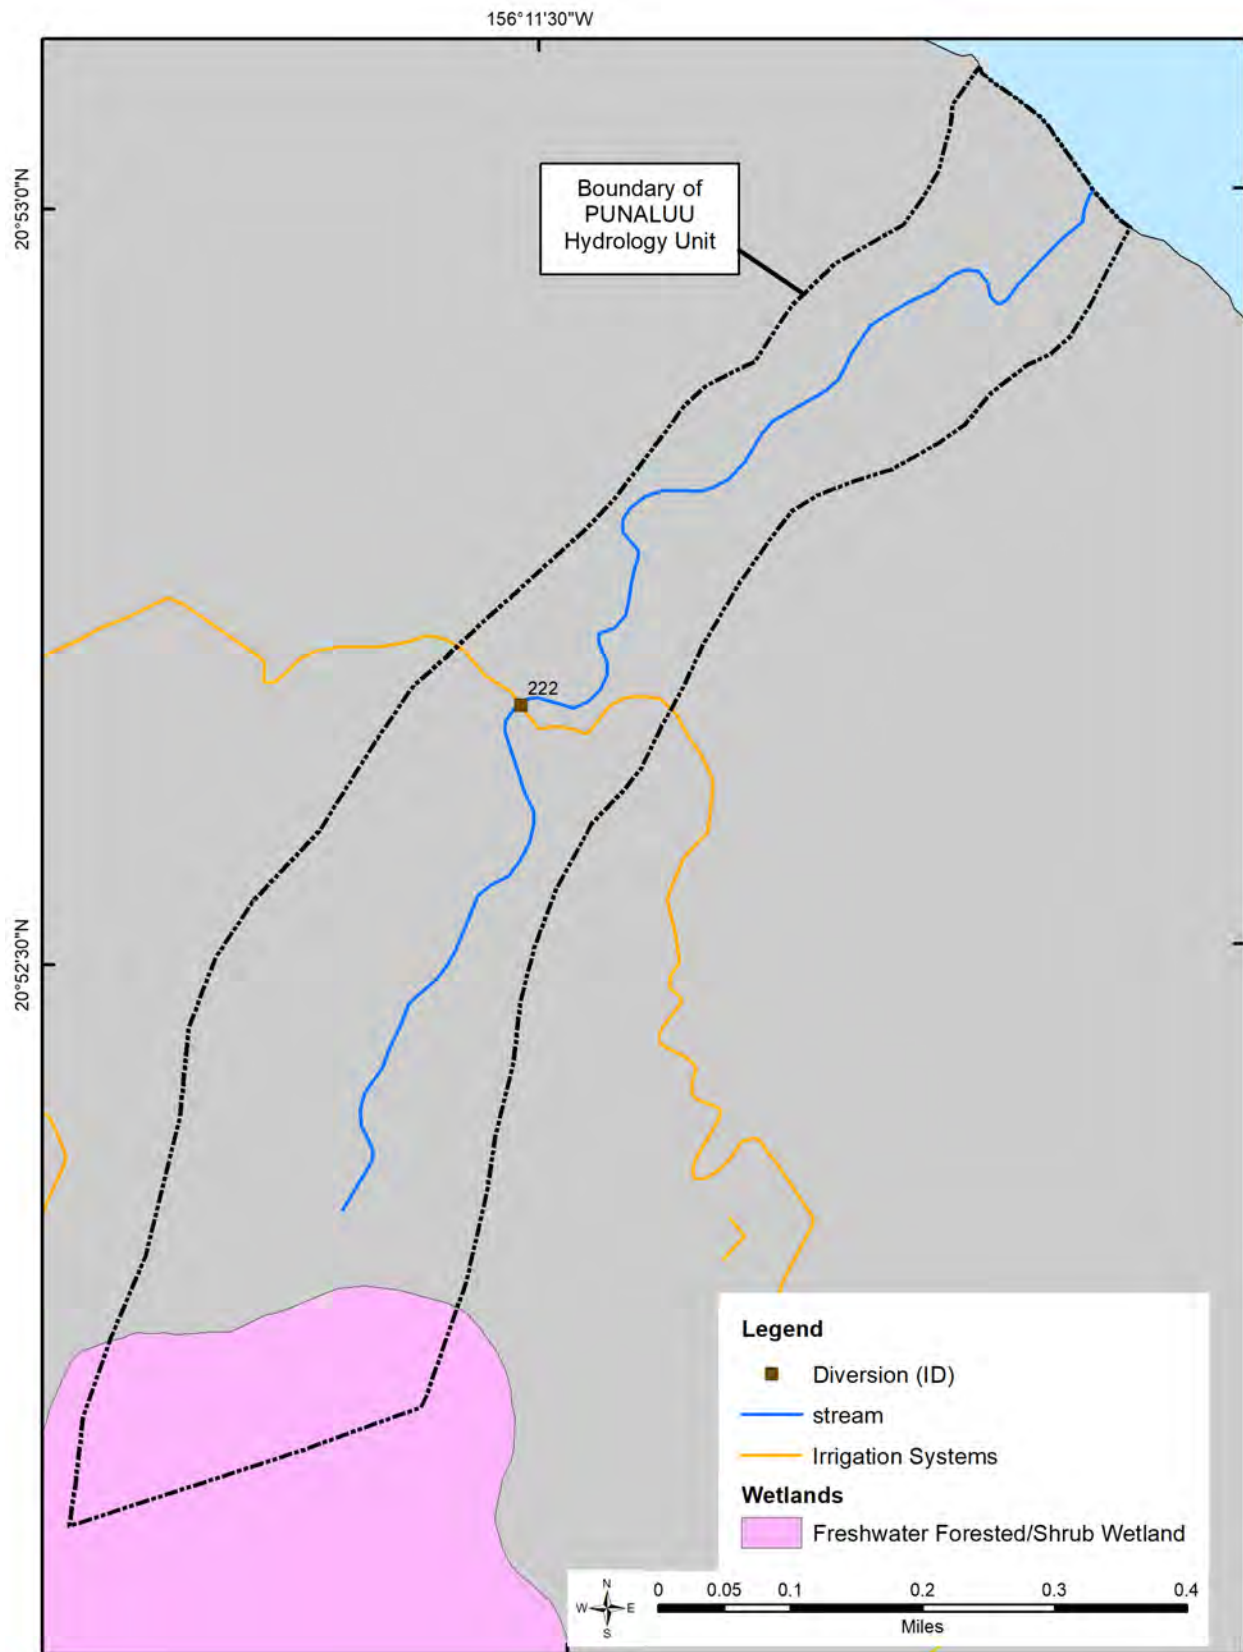 156°11'30"W
20°53'0"N
Boundary of
PUNALUU
Hydrology Unit
222
20°52'30"N
Legend
Diversion (ID)
stream
Irrigation Systems
Wetlands
Freshwater Forested/Shrub Wetland
N
W E
S
0 0.05 0.1 0.2 0.3 0.4
Miles